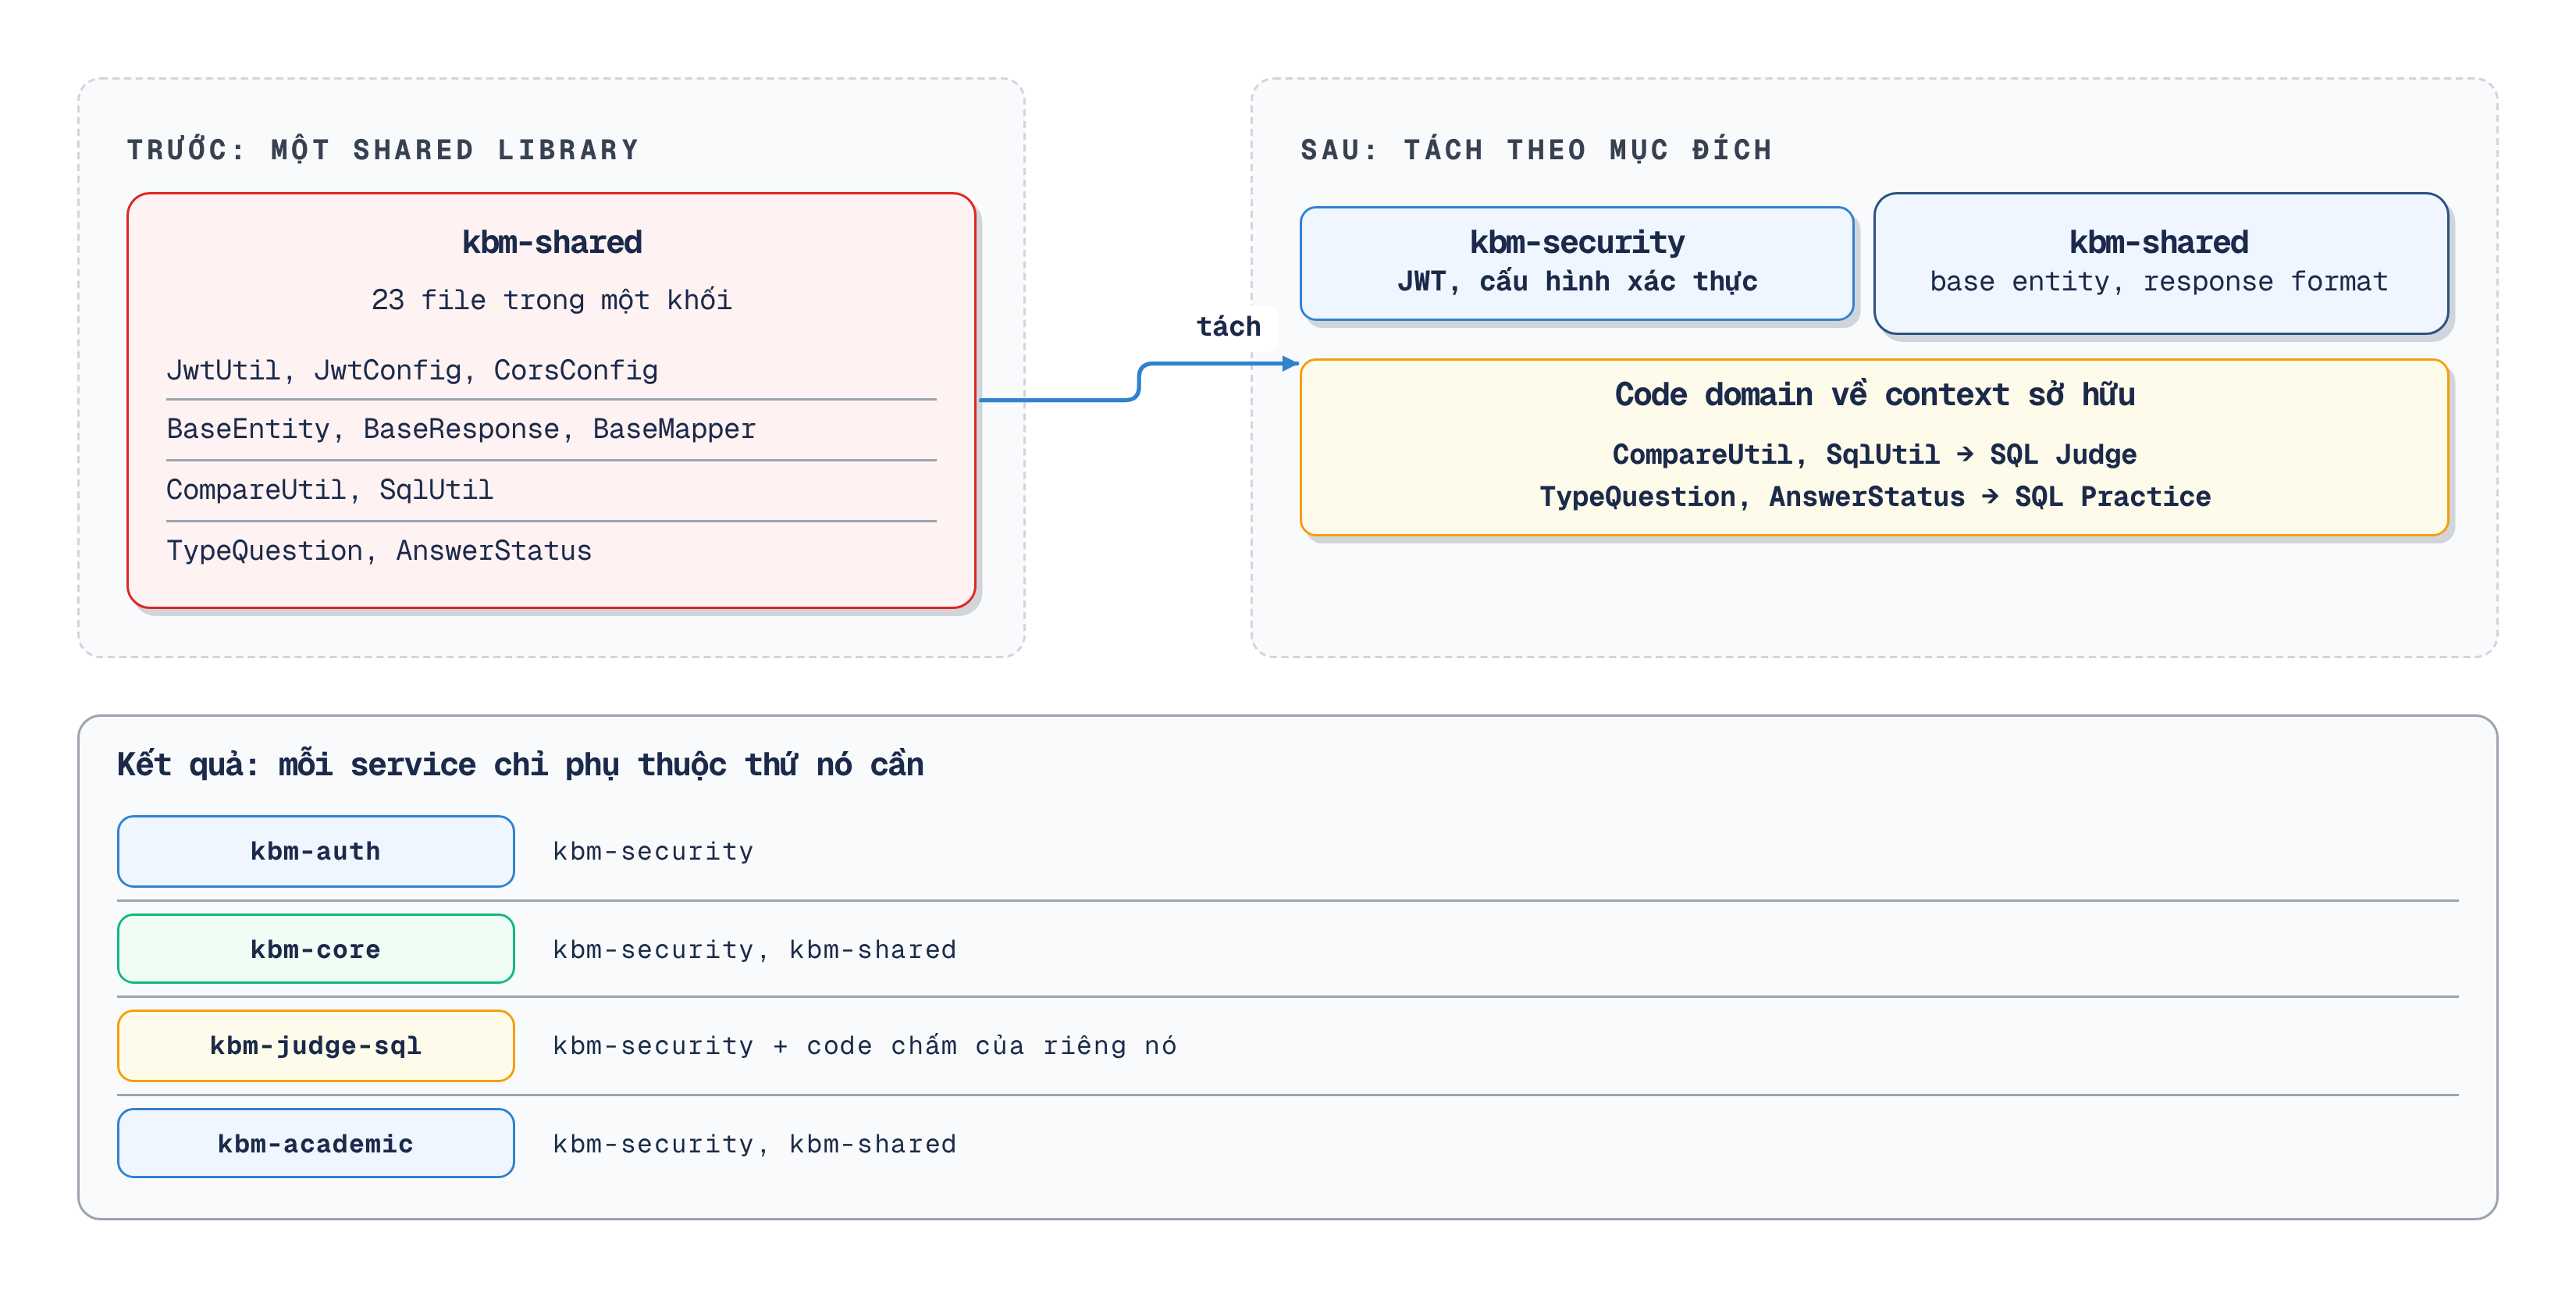 TRƯỚC: MỘT SHARED LIBRARY
kbm-shared
23 file trong một khối
JwtUtil, JwtConfig, CorsConfig
BaseEntity, BaseResponse, BaseMapper
CompareUtil, SqlUtil
TypeQuestion, AnswerStatus
tách
SAU: TÁCH THEO MỤC ĐÍCH
kbm-security
JWT, cấu hình xác thực
kbm-shared
base entity, response format
Code domain về context sở hữu
CompareUtil, SqlUtil → SQL Judge
TypeQuestion, AnswerStatus → SQL Practice
Kết quả: mỗi service chỉ phụ thuộc thứ nó cần
kbm-auth kbm-security
kbm-core kbm-security, kbm-shared
kbm-judge-sql kbm-security + code chấm của riêng nó
kbm-academic kbm-security, kbm-shared